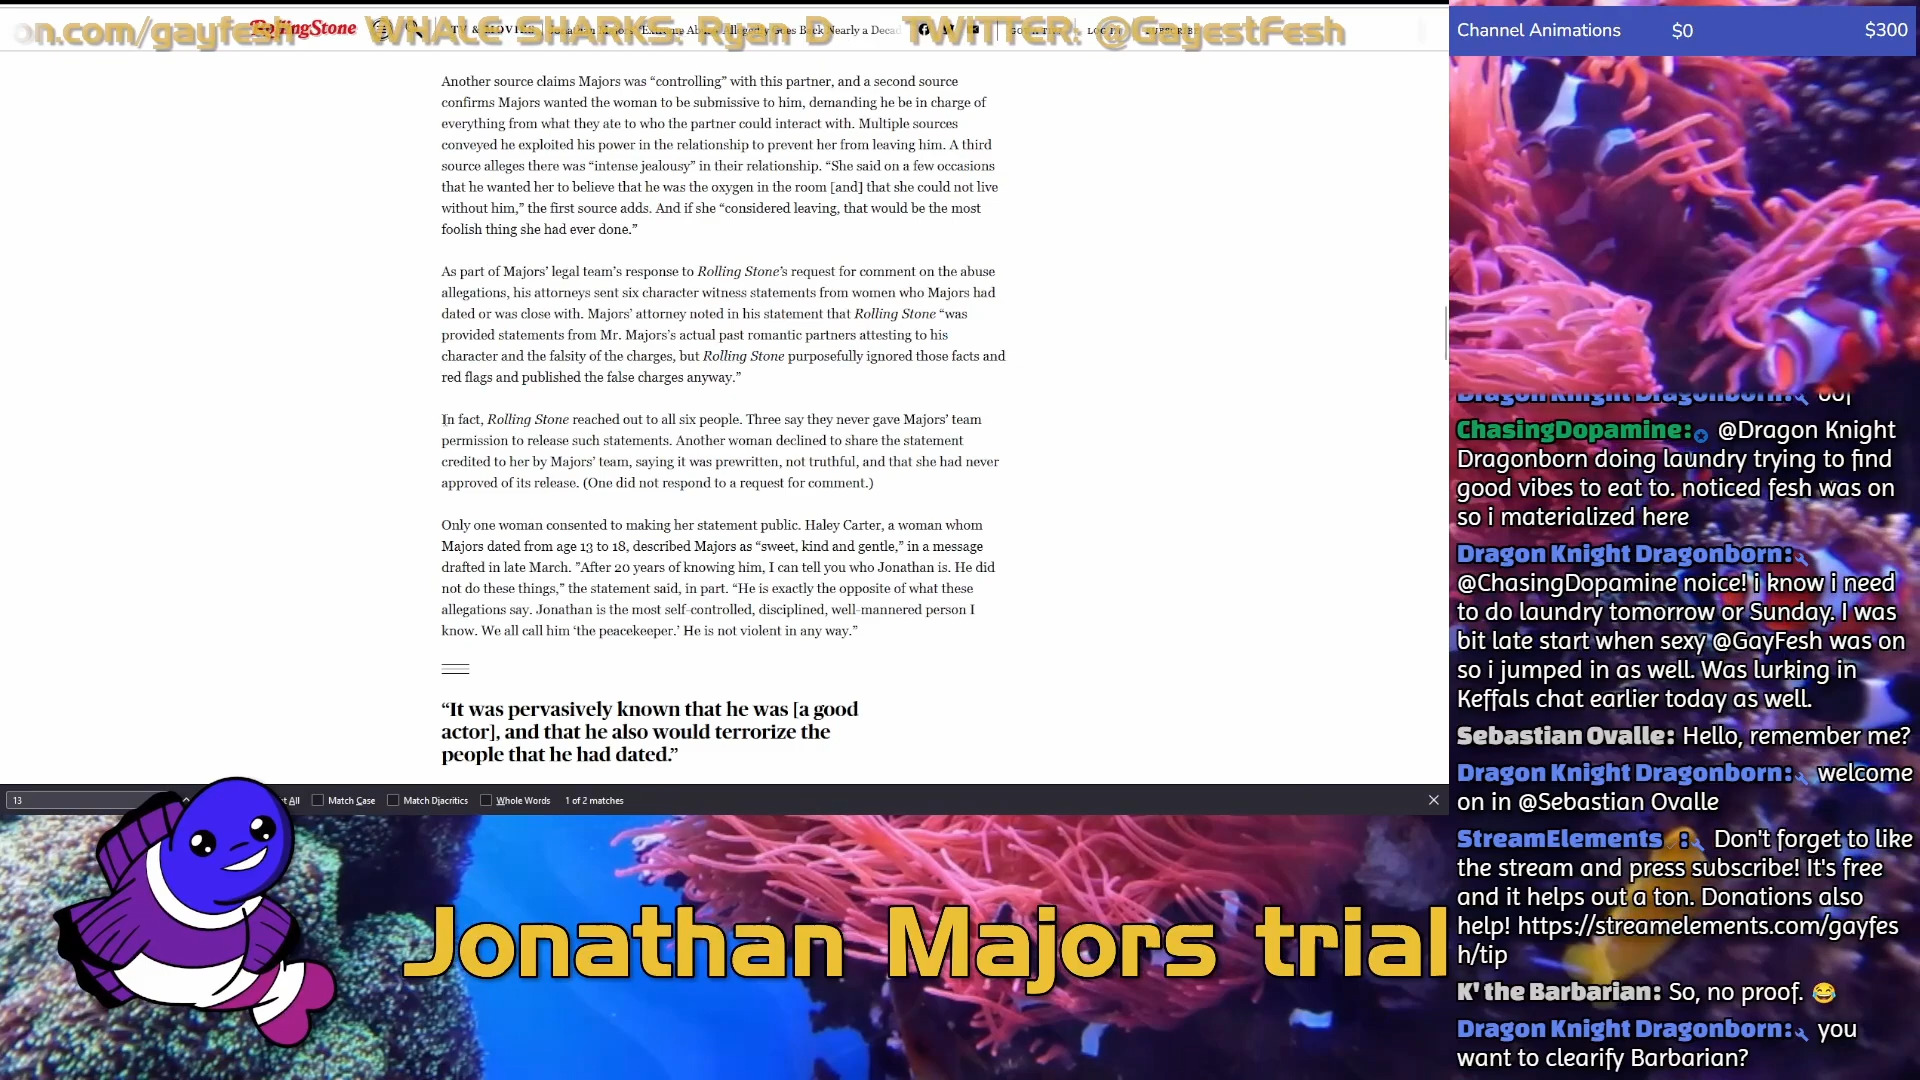 on.com/gayfesh WHALE SHARKS: Ryan D TWITTER: @GayestFesh
RollingStone TV & MOVIES Jonathan Majors Goes Back Nearly a Decad
Channel Animations $0 $300
Another source claims Majors was “controlling” with this partner, and a second source
confirms Majors wanted the woman to be submissive to him, demanding he be in charge of
everything from what they ate to who the partner could interact with. Multiple sources
conveyed he exploited his power in the relationship to prevent her from leaving him. A third
source alleges there was “intense jealousy” in their relationship. “She said on a few occasions
that he wanted her to believe that he was the oxygen in the room [and] that she could not live
without him,” the first source adds. And if she “considered leaving, that would be the most
foolish thing she had ever done.”
As part of Majors’ legal team’s response to Rolling Stone’s request for comment on the abuse
allegations, his attorneys sent six character witness statements from women who Majors had
dated or was close with. Majors’ attorney noted in his statement that Rolling Stone “was
provided statements from Mr. Majors’s actual past romantic partners attesting to his
character and the falsity of the charges, but Rolling Stone purposefully ignored those facts and
red flags and published the false charges anyway.”
In fact, Rolling Stone reached out to all six people. Three say they never gave Majors’ team
permission to release such statements. Another woman declined to share the statement
credited to her by Majors’ team, saying it was prewritten, not truthful, and that she had never
approved of its release. (One did not respond to a request for comment.)
Only one woman consented to making her statement public. Haley Carter, a woman whom
Majors dated from age 13 to 18, described Majors as “sweet, kind and gentle,” in a message
drafted in late March. ”After 20 years of knowing him, I can tell you who Jonathan is. He did
not do these things,” the statement said, in part. “He is exactly the opposite of what these
allegations say. Jonathan is the most self-controlled, disciplined, well-mannered person I
know. We all call him ‘the peacekeeper.’ He is not violent in any way.”
“It was pervasively known that he was [a good
actor], and that he also would terrorize the
people that he had dated.”
13 All Match Case Match Diacritics Whole Words 1 of 2 matches
Jonathan Majors trial
Dragon Knight Dragonborn: oof
ChasingDopamine: @Dragon Knight
Dragonborn doing laundry trying to find
good vibes to eat to. noticed fesh was on
so i materialized here
Dragon Knight Dragonborn:
@ChasingDopamine noice! i know i need
to do laundry tomorrow or Sunday. I was
bit late start when sexy @GayFesh was on
so i jumped in as well. Was lurking in
Keffals chat earlier today as well.
Sebastian Ovalle: Hello, remember me?
Dragon Knight Dragonborn: welcome
on in @Sebastian Ovalle
StreamElements : Don't forget to like
the stream and press subscribe! It's free
and it helps out a ton. Donations also
help! https://streamelements.com/gayfes
h/tip
K' the Barbarian: So, no proof. 😂
Dragon Knight Dragonborn: you
want to clearify Barbarian?